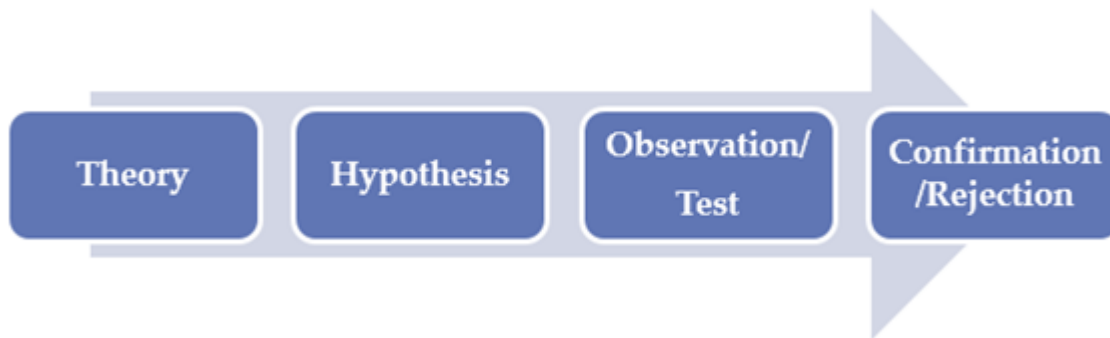 Theory
Hypothesis
Observation/
Test
Confirmation
/Rejection